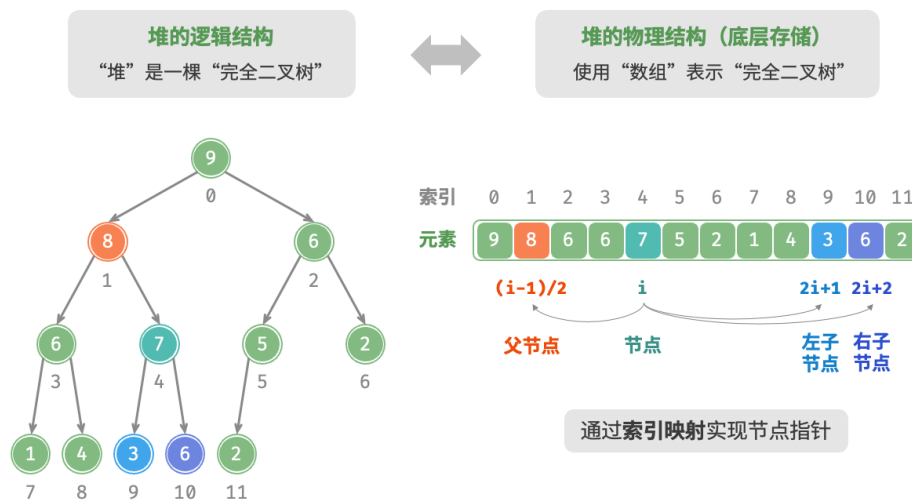 堆的逻辑结构
“堆”是一棵“完全二叉树”
堆的物理结构（底层存储）
使用“数组”表示“完全二叉树”
9
0
8
6
1
2
6
7
5
2
3
4
5
6
1
4
3
6
2
7
8
9
10
11
索引 0 1 2 3 4 5 6 7 8 9 10 11
元素 9 8 6 6 7 5 2 1 4 3 6 2
(i-1)/2 i 2i+1 2i+2
父节点 节点 左子节点 右子节点
通过索引映射实现节点指针